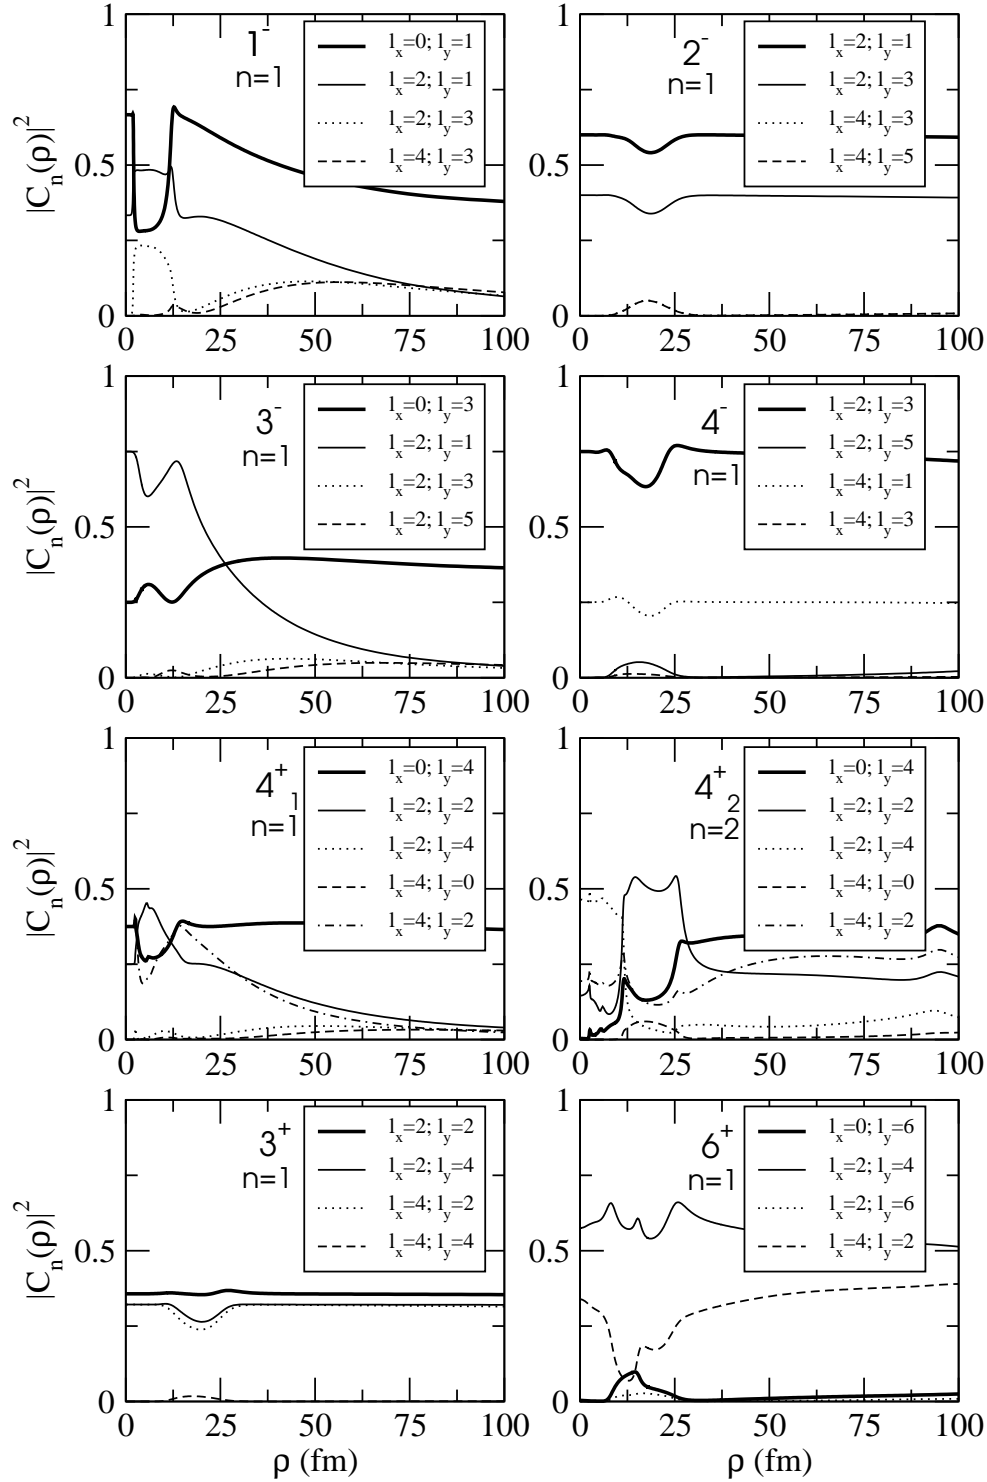 1
|C_n(ρ)|^2
0.5
0
0 25 50 75 100
1^-
n=1
l_x=0; l_y=1
l_x=2; l_y=1
l_x=2; l_y=3
l_x=4; l_y=3
1
0.5
0
0 25 50 75 100
2^-
n=1
l_x=2; l_y=1
l_x=2; l_y=3
l_x=4; l_y=3
l_x=4; l_y=5
1
|C_n(ρ)|^2
0.5
0
0 25 50 75 100
3^-
n=1
l_x=0; l_y=3
l_x=2; l_y=1
l_x=2; l_y=3
l_x=2; l_y=5
1
0.5
0
0 25 50 75 100
4^-
n=1
l_x=2; l_y=3
l_x=2; l_y=5
l_x=4; l_y=1
l_x=4; l_y=3
1
|C_n(ρ)|^2
0.5
0
0 25 50 75 100
4^+_1
n=1
l_x=0; l_y=4
l_x=2; l_y=2
l_x=2; l_y=4
l_x=4; l_y=0
l_x=4; l_y=2
1
0.5
0
0 25 50 75 100
4^+_2
n=2
l_x=0; l_y=4
l_x=2; l_y=2
l_x=2; l_y=4
l_x=4; l_y=0
l_x=4; l_y=2
1
|C_n(ρ)|^2
0.5
0
0 25 50 75 100
ρ (fm)
3^+
n=1
l_x=2; l_y=2
l_x=2; l_y=4
l_x=4; l_y=2
l_x=4; l_y=4
1
0.5
0
0 25 50 75 100
ρ (fm)
6^+
n=1
l_x=0; l_y=6
l_x=2; l_y=4
l_x=2; l_y=6
l_x=4; l_y=2